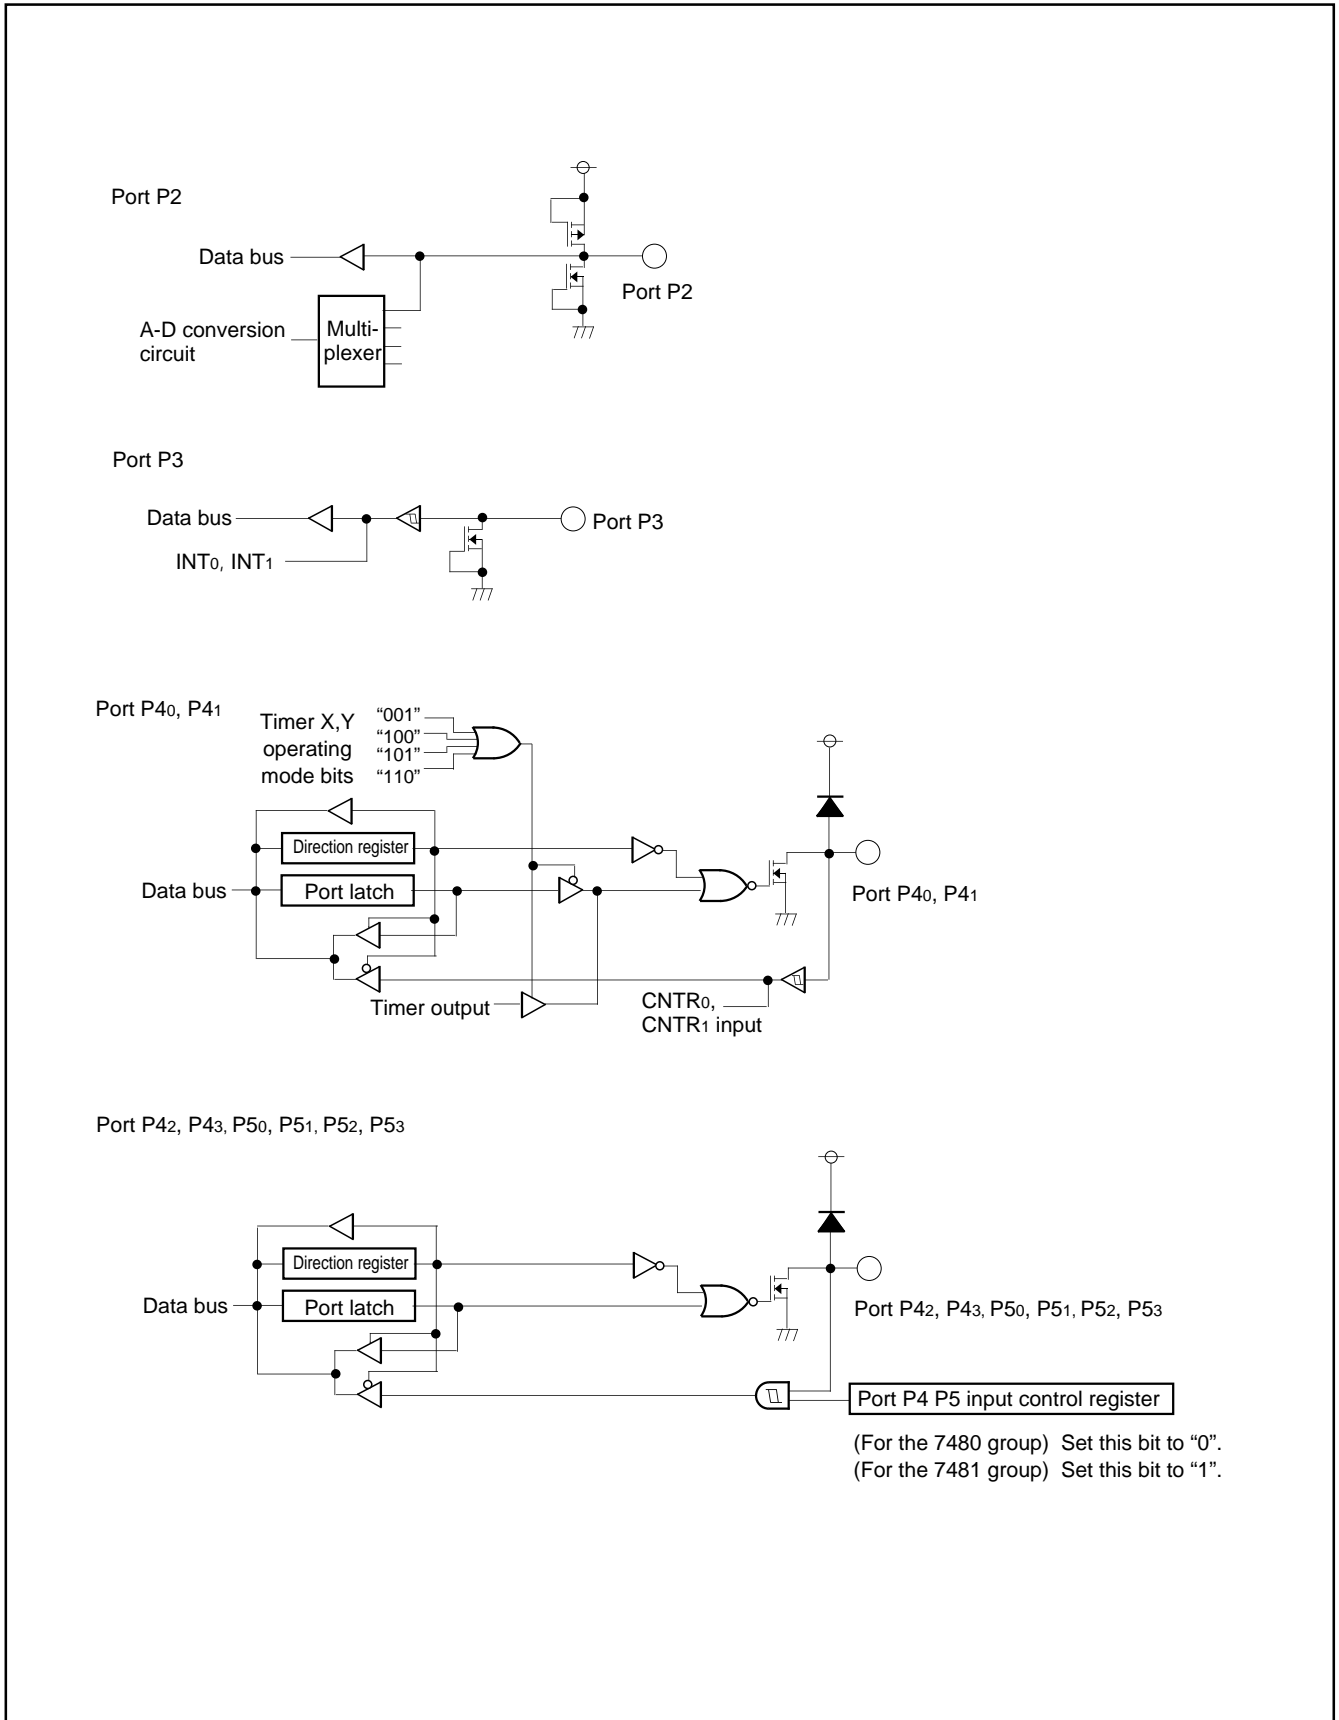 Port P2
Data bus
Port P2
A-D conversion
circuit
Multi-
plexer
Port P3
Data bus
Port P3
INT0, INT1
Port P40, P41
Timer X,Y
operating
mode bits
“001”
“100”
“101”
“110”
Direction register
Data bus
Port latch
Port P40, P41
Timer output
CNTR0,
CNTR1 input
Port P42, P43, P50, P51, P52, P53
Direction register
Data bus
Port latch
Port P42, P43, P50, P51, P52, P53
Port P4 P5 input control register
(For the 7480 group) Set this bit to “0”.
(For the 7481 group) Set this bit to “1”.